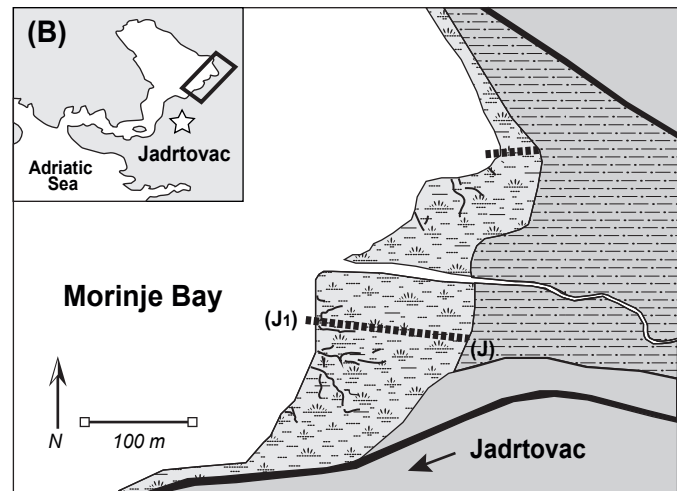 (B)
Adriatic
Sea
Jadrtovac
Morinje Bay
(J1)
(J)
N
100 m
Jadrtovac